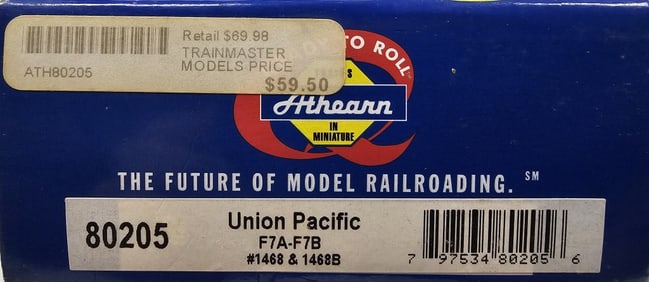 Retail $69.98
TRAINMASTER
MODELS PRICE
ATH80205
$59.50
TO ROLL
Athearn
IN
MINIATURE
THE FUTURE OF MODEL RAILROADING. SM
80205
Union Pacific
F7A-F7B
#1468 & 1468B
7 97534 80205 6